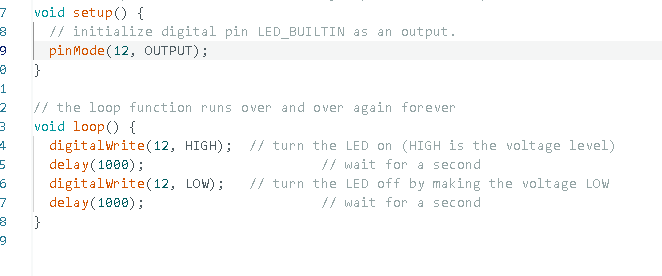 7 void setup() {
8 // initialize digital pin LED_BUILTIN as an output.
9 pinMode(12, OUTPUT);
0 }
1
2 // the loop function runs over and over again forever
3 void loop() {
4 digitalWrite(12, HIGH); // turn the LED on (HIGH is the voltage level)
5 delay(1000); // wait for a second
6 digitalWrite(12, LOW); // turn the LED off by making the voltage LOW
7 delay(1000); // wait for a second
8 }
9